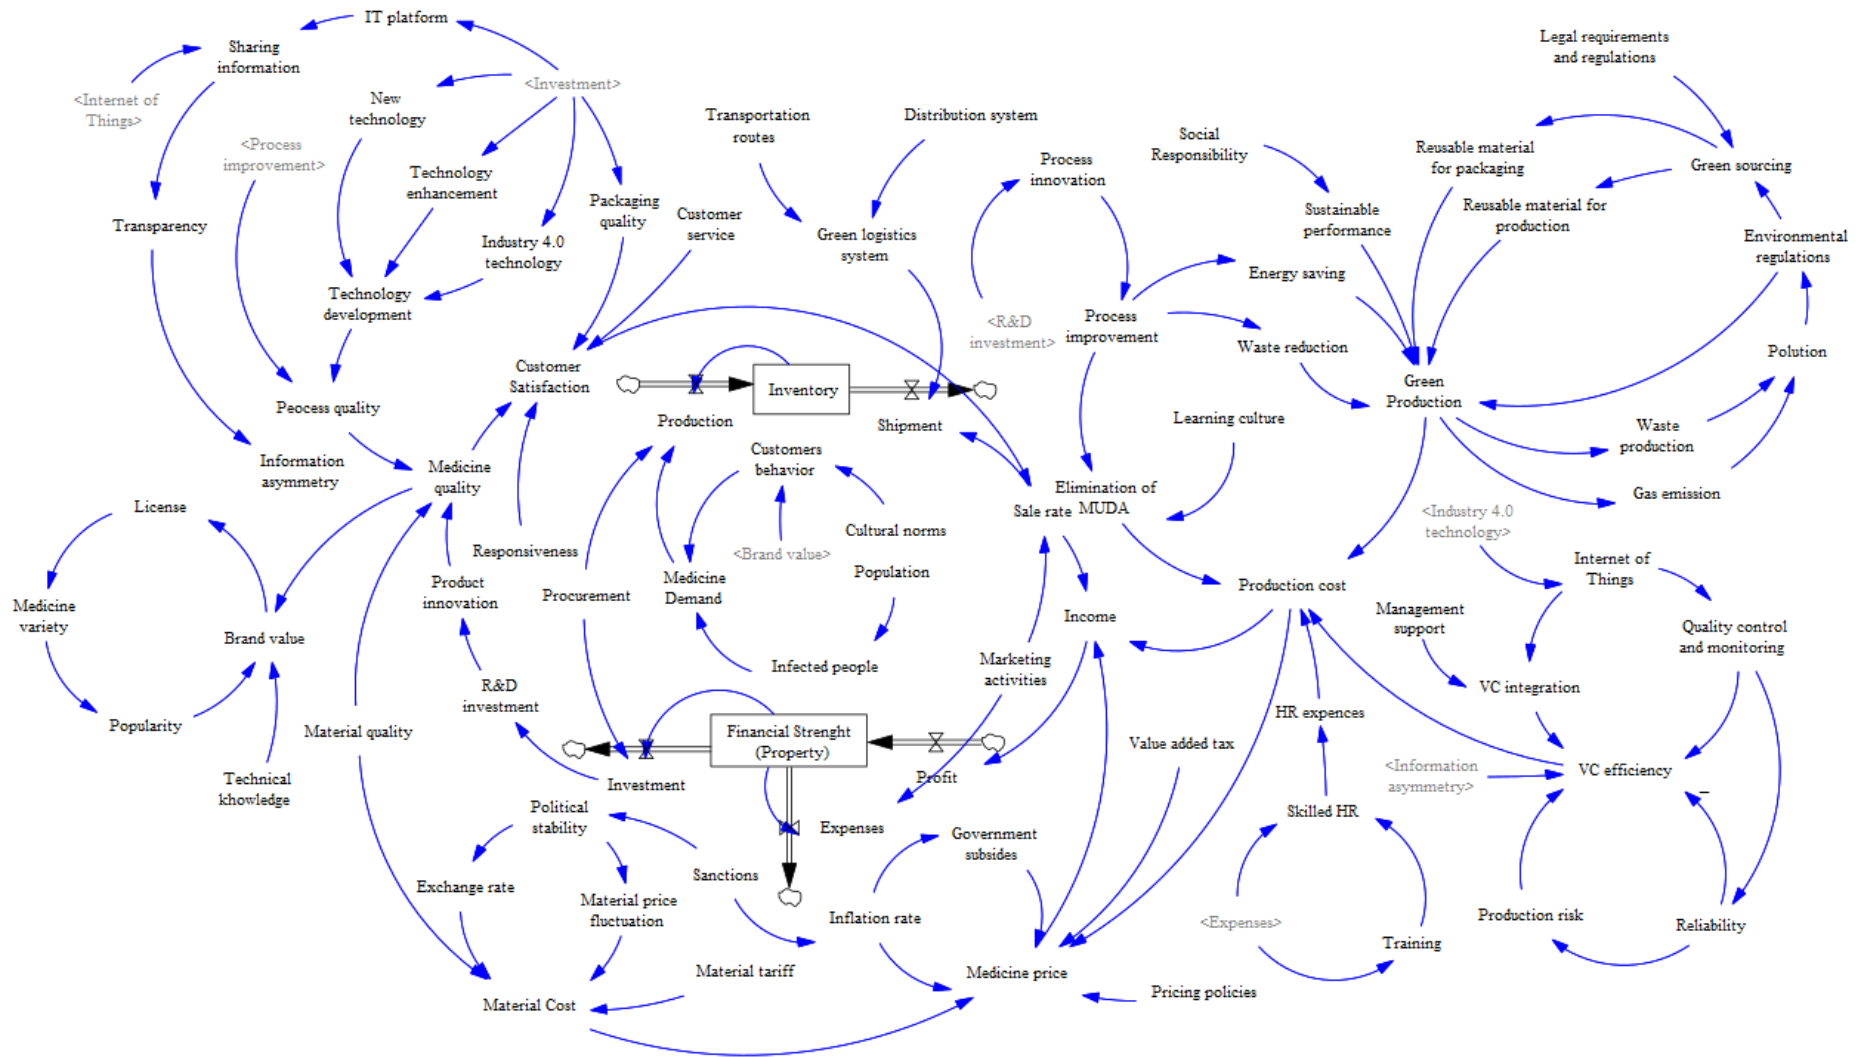 IT platform
Legal requirements
and regulations
Sharing
information
<Investment>
<Internet of
Things>
New
technology
Transportation
routes
Distribution system
Social
Responsibility
Process
innovation
Reusable material
for packaging
Green sourcing
<Process
improvement>
Technology
enhancement
Packaging
quality
Customer
service
Sustainable
performance
Reusable material for
production
Transparency
Industry 4.0
technology
Green logistics
system
Environmental
regulations
Energy saving
Technology
development
<R&D
investment>
Process
improvement
Waste reduction
Polution
Customer
Satisfaction
Inventory
Green
Production
Peocess quality
Production
Shipment
Learning culture
Waste
production
Information
asymmetry
Medicine
quality
Customers
behavior
Elimination of
MUDA
Sale rate
Gas emission
License
<Industry 4.0
technology>
Cultural norms
Responsiveness
<Brand value>
Internet of
Things
Medicine
variety
Product
innovation
Procurement
Medicine
Demand
Population
Production cost
Income
Management
support
Quality control
and monitoring
Brand value
Infected people
Marketing
activities
R&D
investment
VC integration
Popularity
Material quality
Financial Strenght
(Property)
HR expences
Value added tax
Technical
khowledge
Investment
Profit
<Information
asymmetry>
VC efficiency
Political
stability
Expenses
Government
subsides
Skilled HR
Exchange rate
Sanctions
Material price
fluctuation
Inflation rate
<Expenses>
Production risk
Reliability
Training
Material tariff
Medicine price
Pricing policies
Material Cost